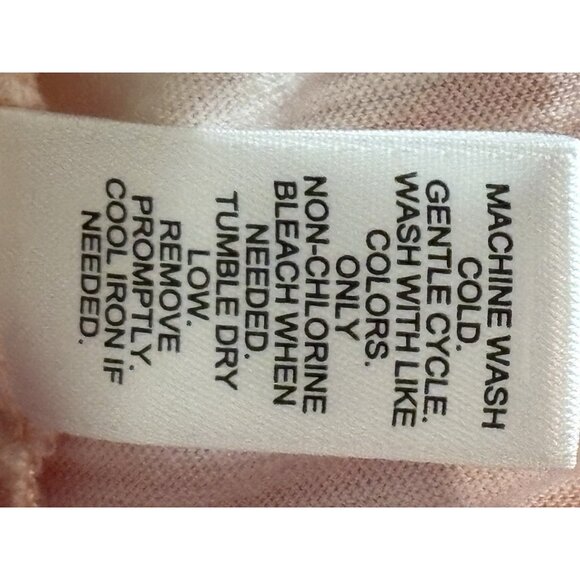 MACHINE WASH
COLD.
GENTLE CYCLE.
WASH WITH LIKE
COLORS.
ONLY
NON-CHLORINE
BLEACH WHEN
NEEDED.
TUMBLE DRY
LOW.
REMOVE
PROMPTLY.
COOL IRON IF
NEEDED.